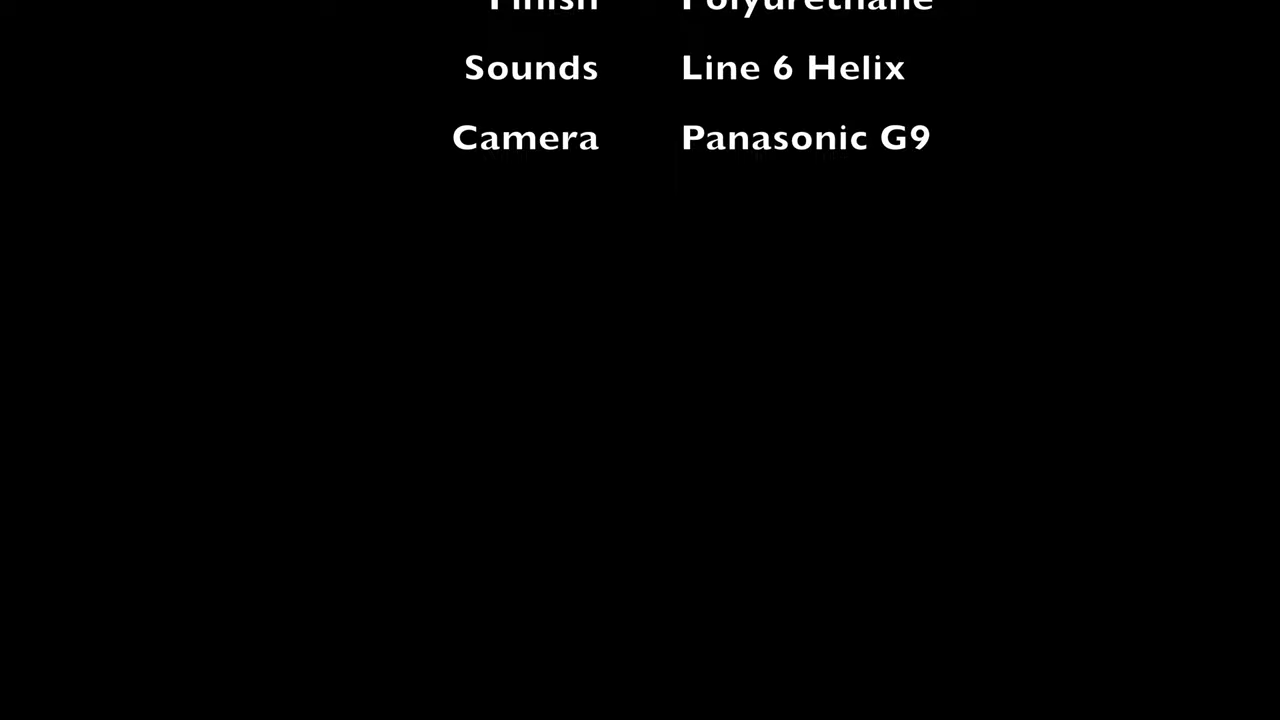 Finish Polyurethane
Sounds Line 6 Helix
Camera Panasonic G9